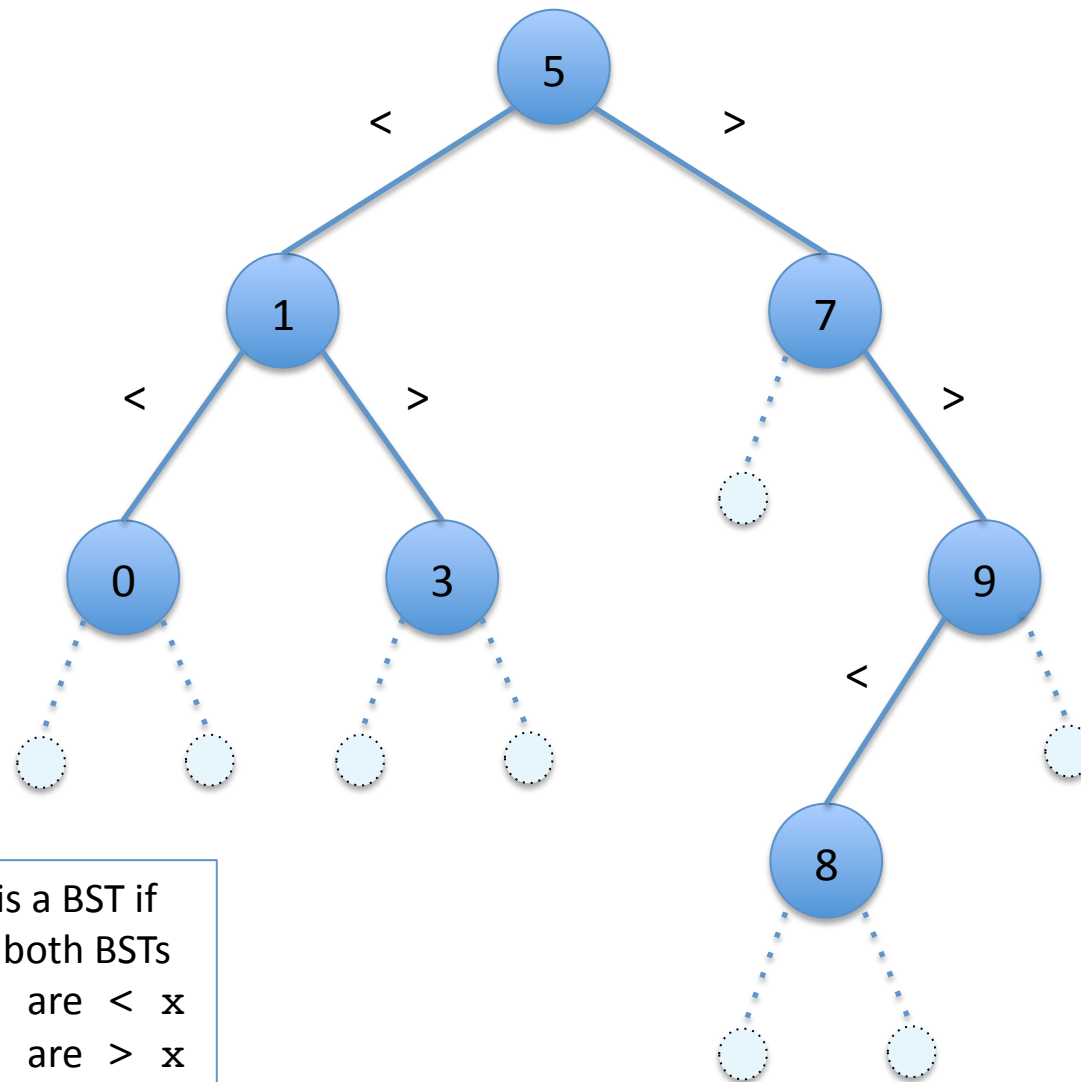 5
< >
1 7
< > >
0 3 9
<
8
is a BST if
both BSTs
are < x
are > x